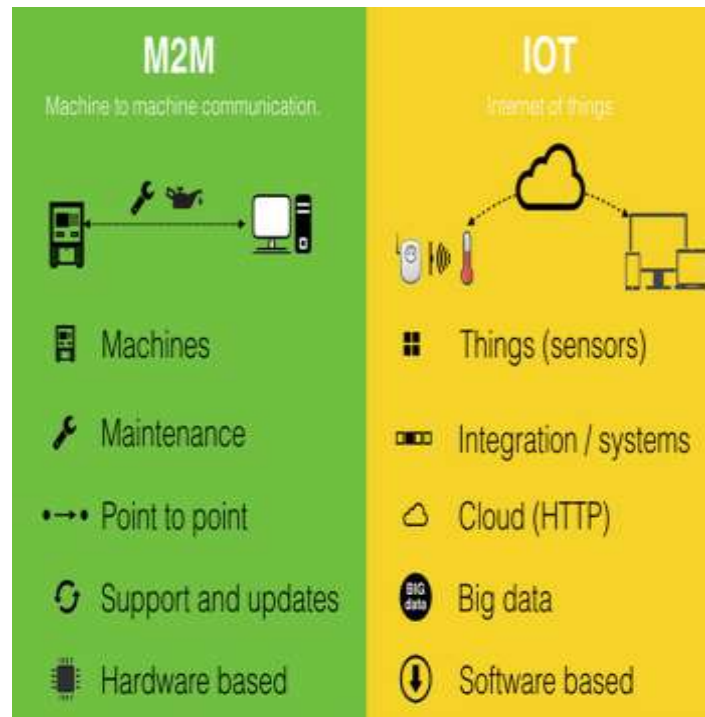 M2M
Machine to machine communication.
Machines
Maintenance
Point to point
Support and updates
Hardware based
IOT
Internet of things
Things (sensors)
Integration / systems
Cloud (HTTP)
BIG
data
Big data
Software based